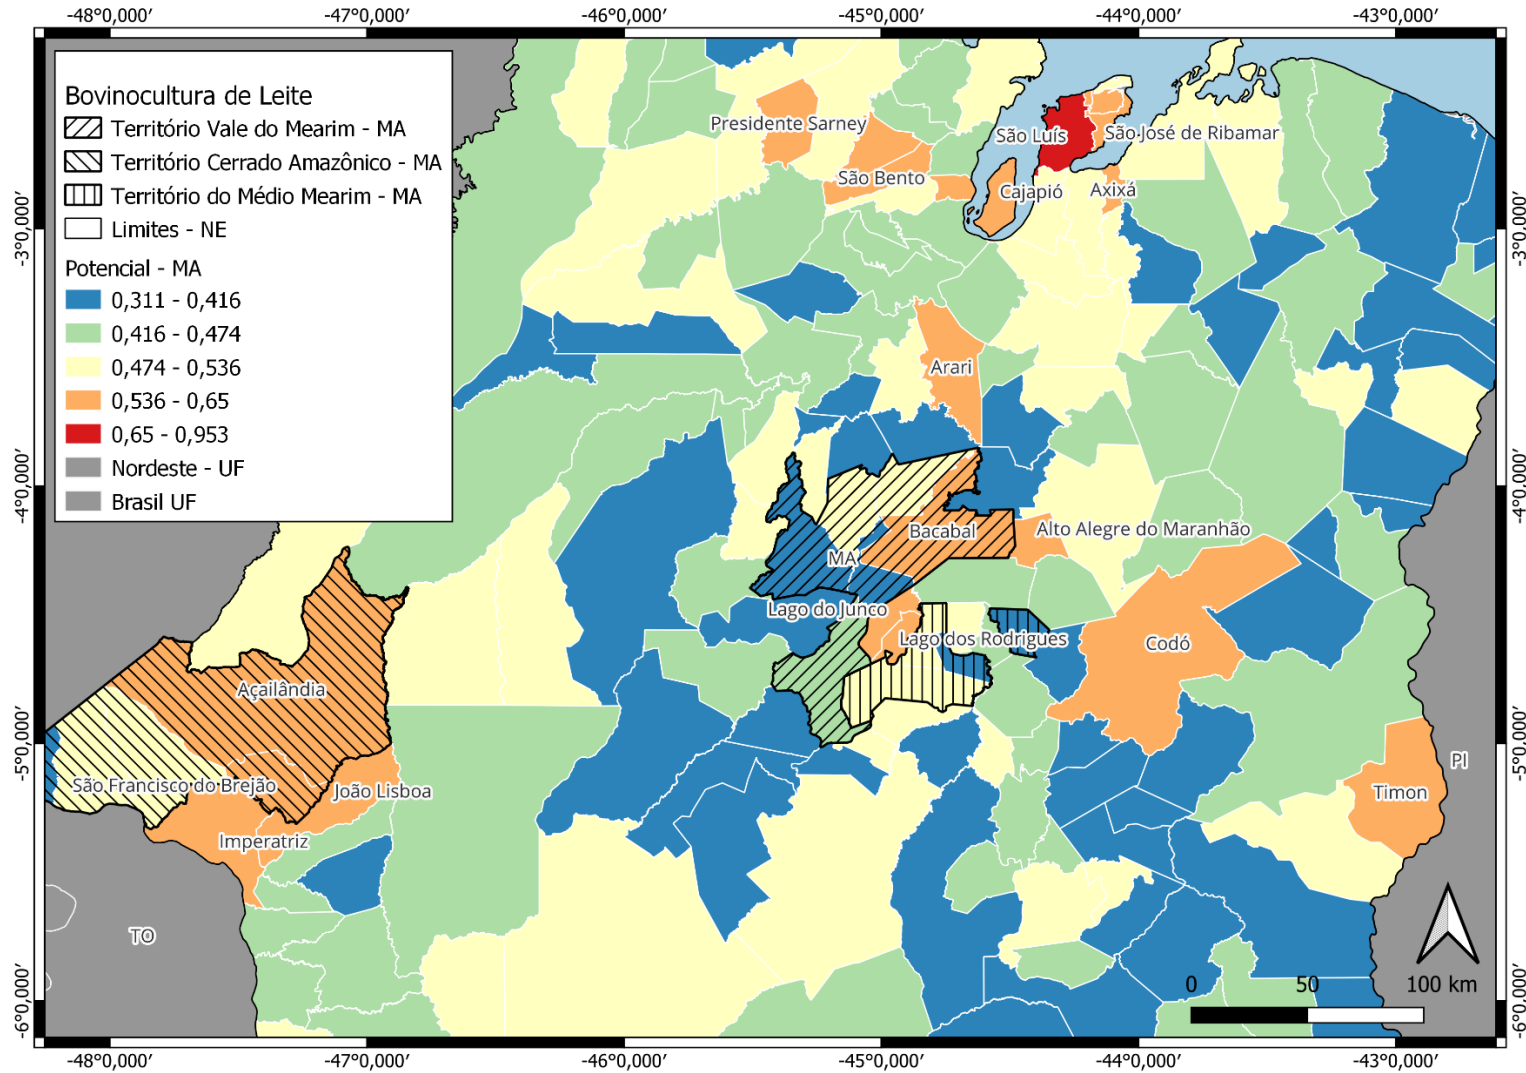 -48°0,000′
-47°0,000′
-46°0,000′
-45°0,000′
-44°0,000′
-43°0,000′
Bovinocultura de Leite
Território Vale do Mearim - MA
Território Cerrado Amazônico - MA
Território do Médio Mearim - MA
Limites - NE
Potencial - MA
0,311 - 0,416
0,416 - 0,474
0,474 - 0,536
0,536 - 0,65
0,65 - 0,953
Nordeste - UF
Brasil UF
Presidente Sarney
São Luís
São José de Ribamar
São Bento
Cajapió
Axixá
-3°0,000′
-3°0,000′
Arari
-4°0,000′
-4°0,000′
Bacabal
Alto Alegre do Maranhão
MA
Lago do Junco
Lago dos Rodrigues
Codó
Açailândia
-5°0,000′
-5°0,000′
PI
São Francisco do Brejão
João Lisboa
Timon
Imperatriz
TO
0
50
100 km
-6°0,000′
-6°0,000′
-48°0,000′
-47°0,000′
-46°0,000′
-45°0,000′
-44°0,000′
-43°0,000′